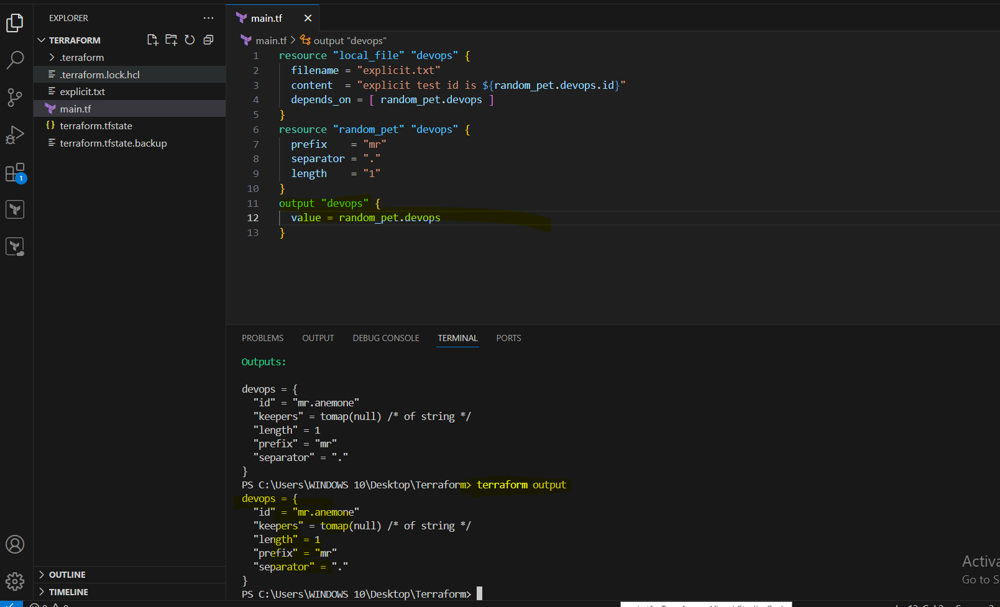 EXPLORER
TERRAFORM
.terraform
.terraform.lock.hcl
explicit.txt
main.tf
terraform.tfstate
terraform.tfstate.backup
1
OUTLINE
TIMELINE
main.tf
main.tf > output "devops"
1 resource "local_file" "devops" {
2 filename = "explicit.txt"
3 content  = "explicit test id is ${random_pet.devops.id}"
4 depends_on = [ random_pet.devops ]
5 }
6 resource "random_pet" "devops" {
7 prefix    = "mr"
8 separator = "."
9 length    = "1"
10 }
11 output "devops" {
12 value = random_pet.devops
13 }
PROBLEMS OUTPUT DEBUG CONSOLE TERMINAL PORTS
Outputs:
devops = {
"id" = "mr.anemone"
"keepers" = tomap(null) /* of string */
"length" = 1
"prefix" = "mr"
"separator" = "."
}
PS C:\Users\WINDOWS 10\Desktop\Terraform> terraform output
devops = {
"id" = "mr.anemone"
"keepers" = tomap(null) /* of string */
"length" = 1
"prefix" = "mr"
"separator" = "."
}
PS C:\Users\WINDOWS 10\Desktop\Terraform>
Activa
Go to S